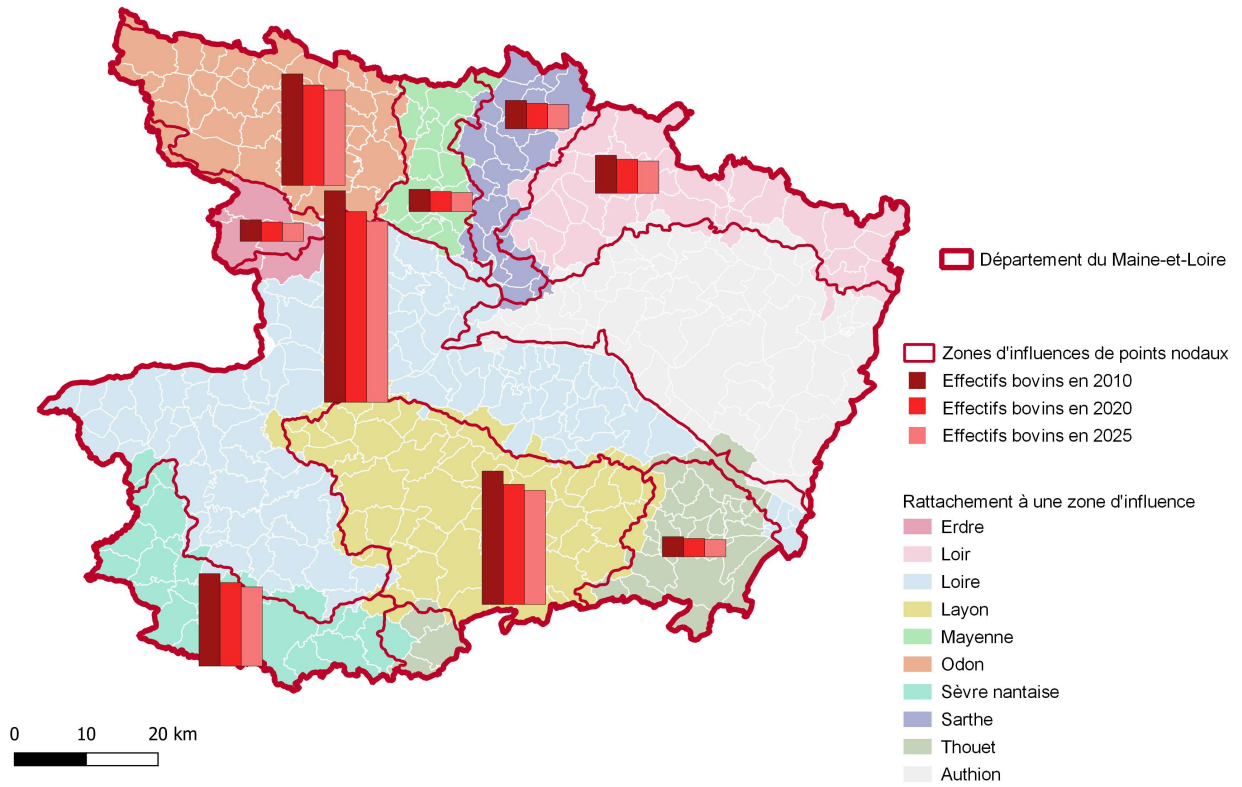 Département du Maine-et-Loire
Zones d'influences de points nodaux
Effectifs bovins en 2010
Effectifs bovins en 2020
Effectifs bovins en 2025
Rattachement à une zone d'influence
Erdre
Loir
Loire
Layon
Mayenne
Odon
Sèvre nantaise
Sarthe
Thouet
Authion
0 10 20 km